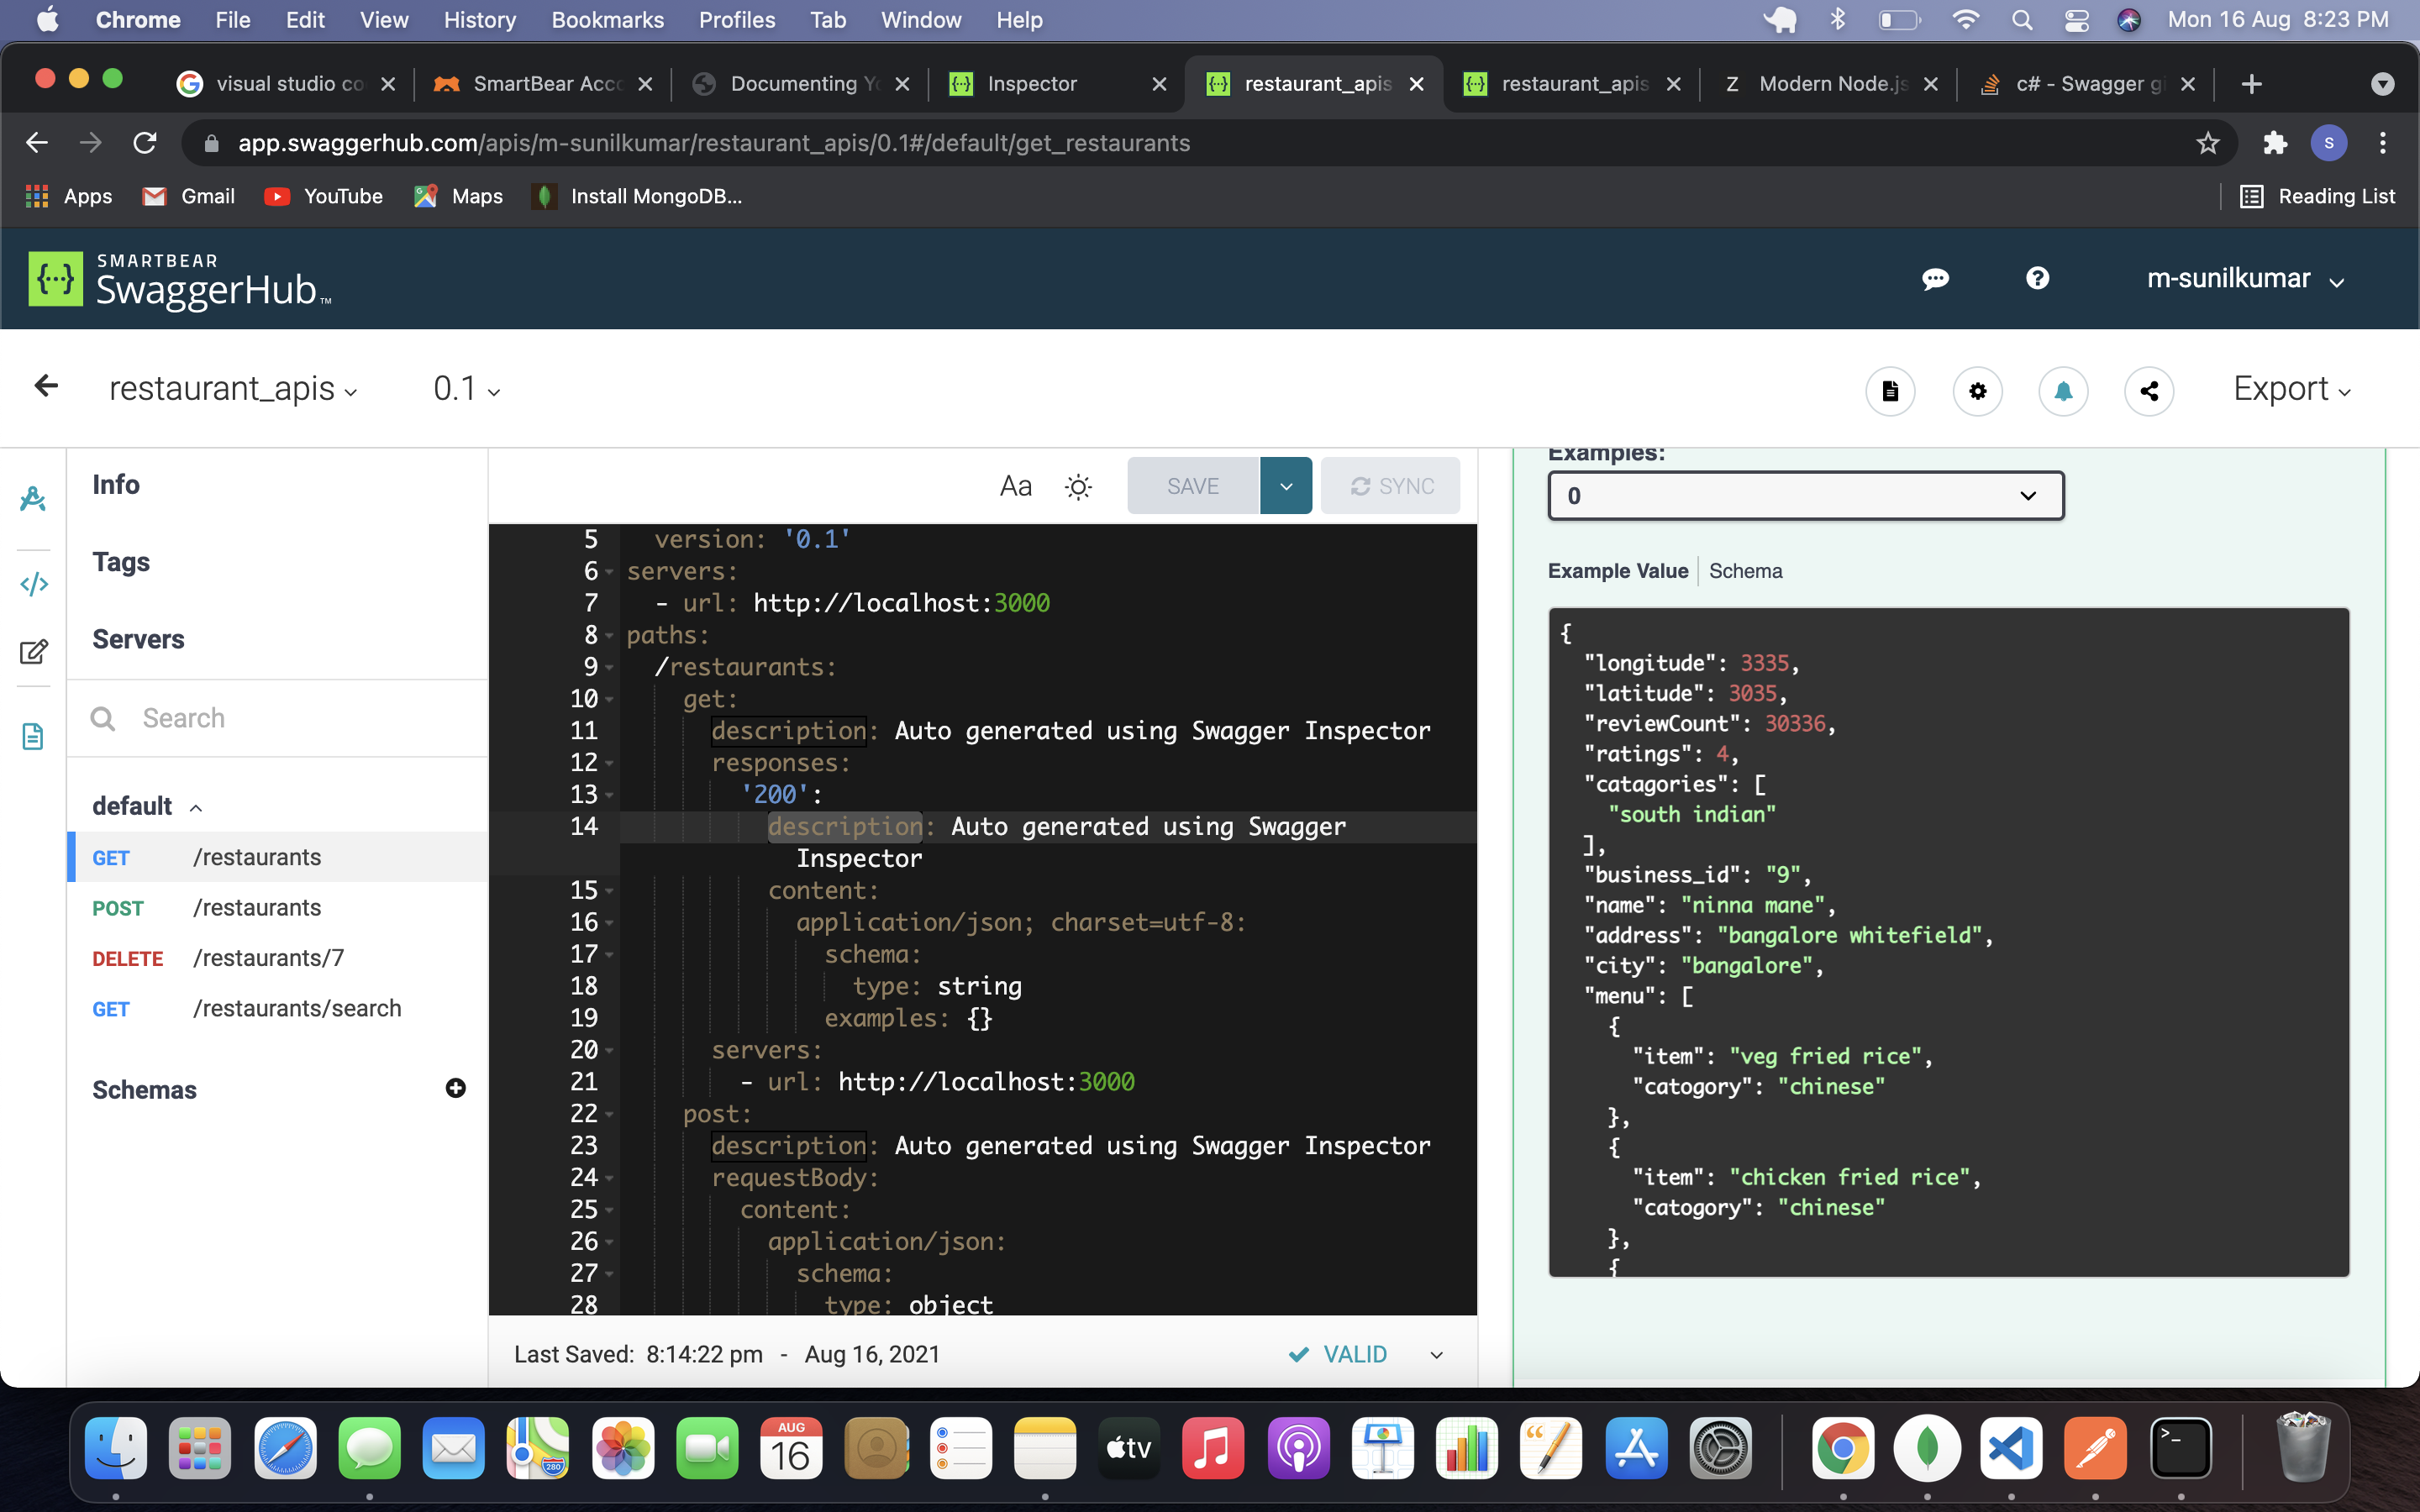 Chrome File Edit View History Bookmarks Profiles Tab Window Help Mon 16 Aug 8:23 PM
visual studio co SmartBear Acco Documenting Yo Inspector restaurant_apis restaurant_apis Modern Node.js c# - Swagger gi
app.swaggerhub.com/apis/m-sunilkumar/restaurant_apis/0.1#/default/get_restaurants
S
Apps Gmail YouTube Maps Install MongoDB... Reading List
SMARTBEAR
SwaggerHub™
m-sunilkumar
restaurant_apis 0.1 Export
Info
Tags
Servers
Search
default
GET /restaurants
POST /restaurants
DELETE /restaurants/7
GET /restaurants/search
Schemas
Aa SAVE SYNC
5 version: '0.1'
6 servers:
7 - url: http://localhost:3000
8 paths:
9 /restaurants:
10 get:
11 description: Auto generated using Swagger Inspector
12 responses:
13 '200':
14 description: Auto generated using Swagger
Inspector
15 content:
16 application/json; charset=utf-8:
17 schema:
18 type: string
19 examples: {}
20 servers:
21 - url: http://localhost:3000
22 post:
23 description: Auto generated using Swagger Inspector
24 requestBody:
25 content:
26 application/json:
27 schema:
28 type: object
Last Saved: 8:14:22 pm - Aug 16, 2021 VALID
Examples:
0
Example Value Schema
{
"longitude": 3335,
"latitude": 3035,
"reviewCount": 30336,
"ratings": 4,
"catagories": [
"south indian"
],
"business_id": "9",
"name": "ninna mane",
"address": "bangalore whitefield",
"city": "bangalore",
"menu": [
{
"item": "veg fried rice",
"catogory": "chinese"
},
{
"item": "chicken fried rice",
"catogory": "chinese"
},
{
AUG
16
280
tv